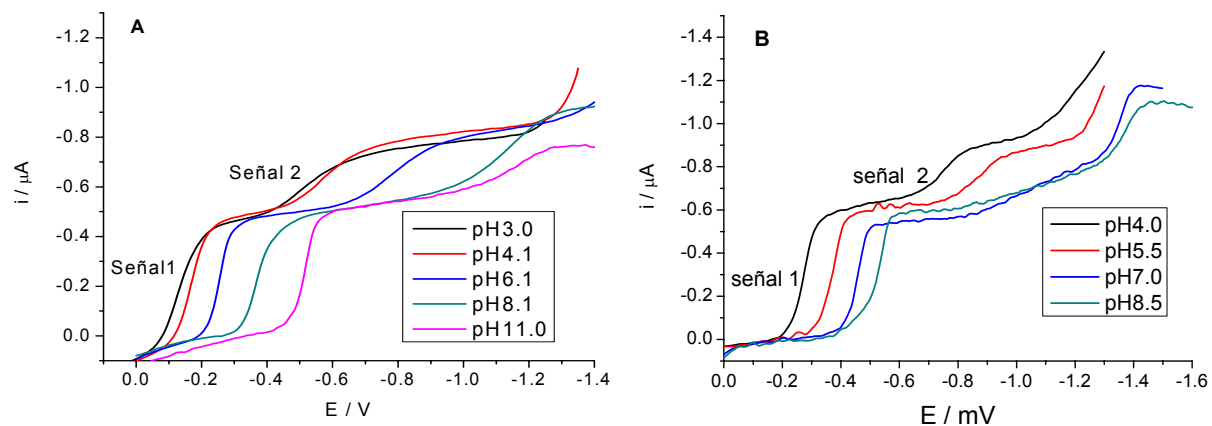 A
-1.2
-1.0
-0.8
-0.6
-0.4
-0.2
0.0
i / µA
Señal 2
Señal1
pH3.0
pH4.1
pH6.1
pH8.1
pH11.0
0.0 -0.2 -0.4 -0.6 -0.8 -1.0 -1.2 -1.4
E / V
B
-1.4
-1.2
-1.0
-0.8
-0.6
-0.4
-0.2
0.0
i / µA
señal 2
señal 1
pH4.0
pH5.5
pH7.0
pH8.5
0.0 -0.2 -0.4 -0.6 -0.8 -1.0 -1.2 -1.4 -1.6
E / mV